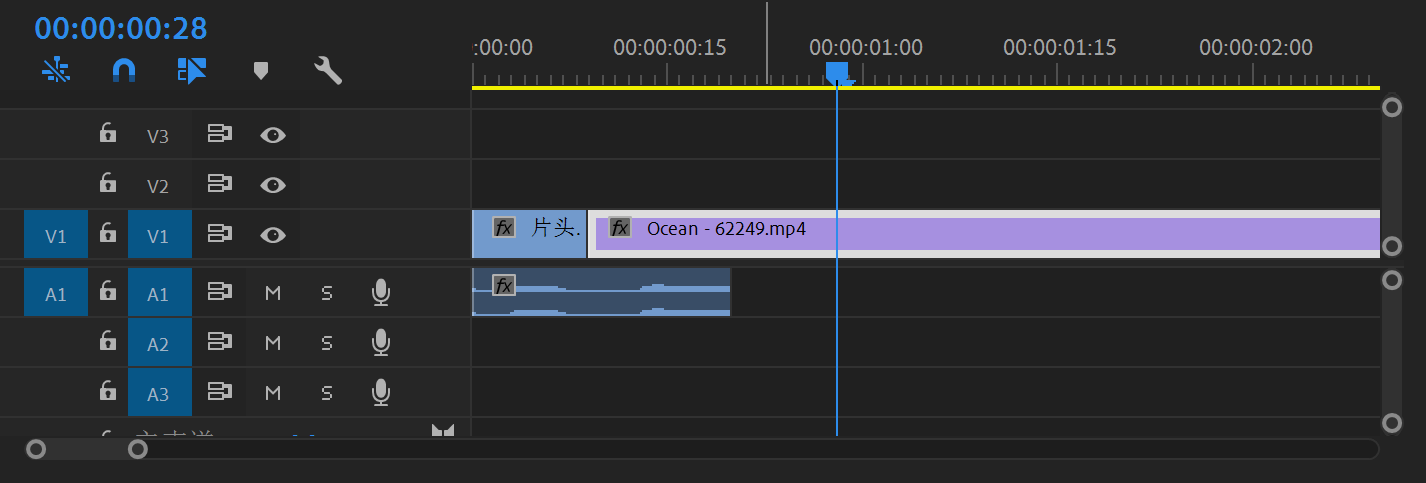 00:00:00:28
:00:00 00:00:00:15 00:00:01:00 00:00:01:15 00:00:02:00
V3
V2
V1 V1 fx 片头. fx Ocean - 62249.mp4
A1 A1 M S fx
A2 M S
A3 M S